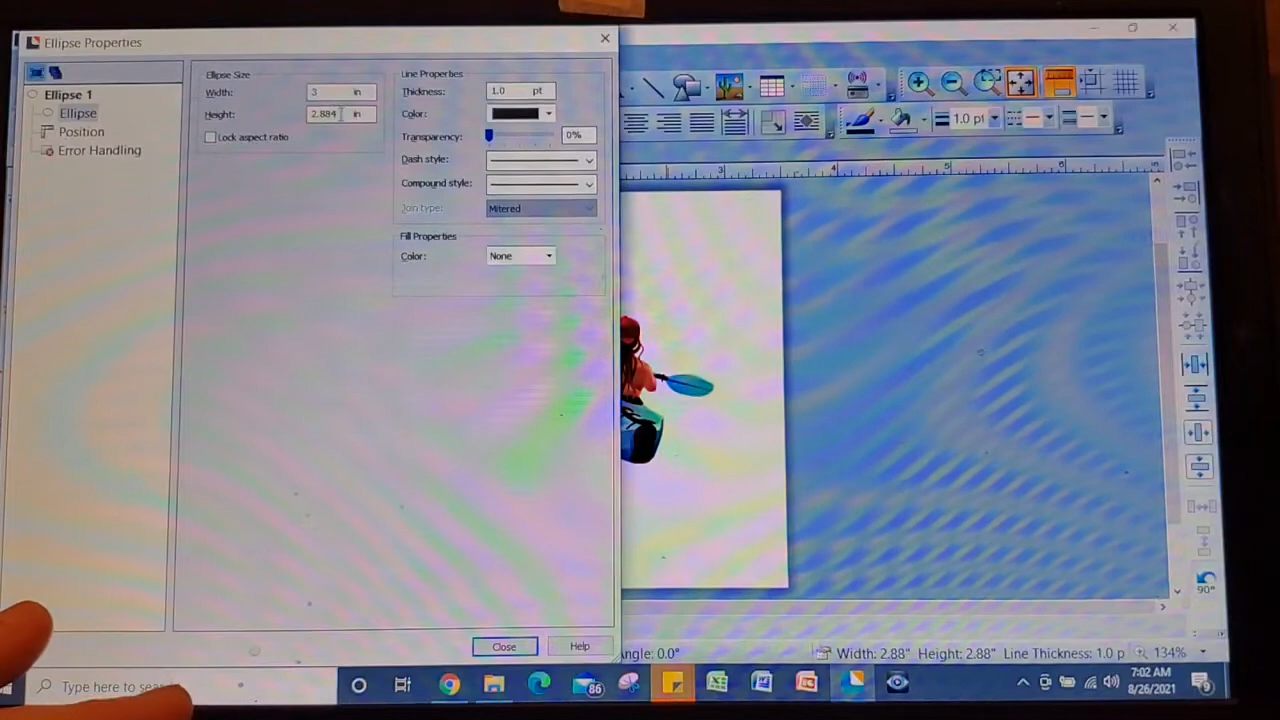 Ellipse Properties
Ellipse 1
Ellipse
Position
Error Handling
Ellipse Size
Width: 3 in
Height: 2.884 in
Lock aspect ratio
Line Properties
Thickness: 1.0 pt
Color:
Transparency: 0%
Dash style:
Compound style:
Join type: Mitered
Fill Properties
Color: None
Close
Help
1.0 pt
3 4 5 6
90°
Angle: 0.0°
Width: 2.88" Height: 2.88" Line Thickness: 1.0 p
134%
Type here to sea
86
7:02 AM
8/26/2021
9